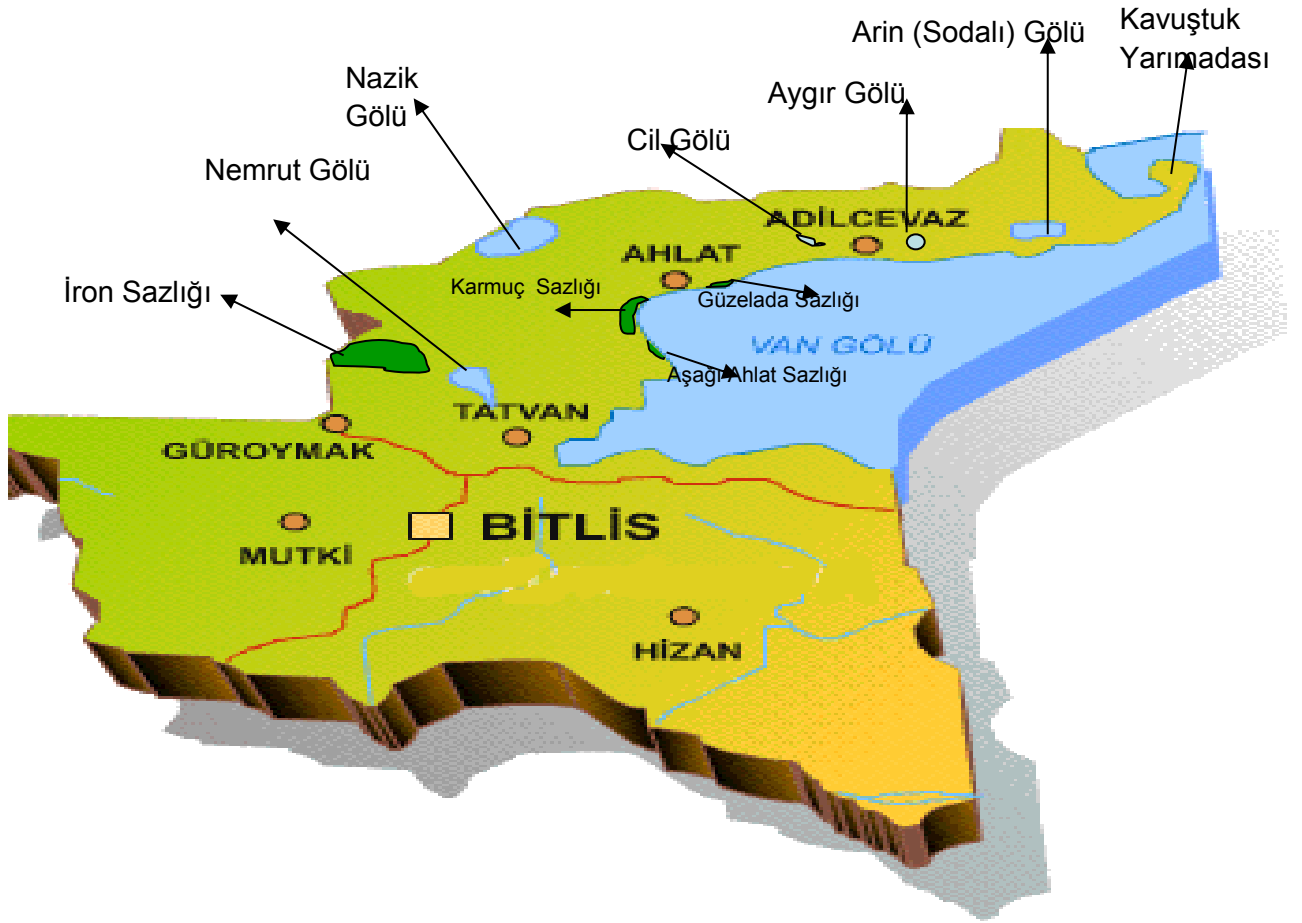 Arin (Sodalı) Gölü
Kavuştuk
Yarımadası
Nazik
Gölü
Aygır Gölü
Cil Gölü
Nemrut Gölü
ADİLCEVAZ
AHLAT
İron Sazlığı
Karmuç Sazlığı
Güzelada Sazlığı
VAN GÖLÜ
Aşağı Ahlat Sazlığı
TATVAN
GÜROYMAK
BİTLİS
MUTKİ
HİZAN